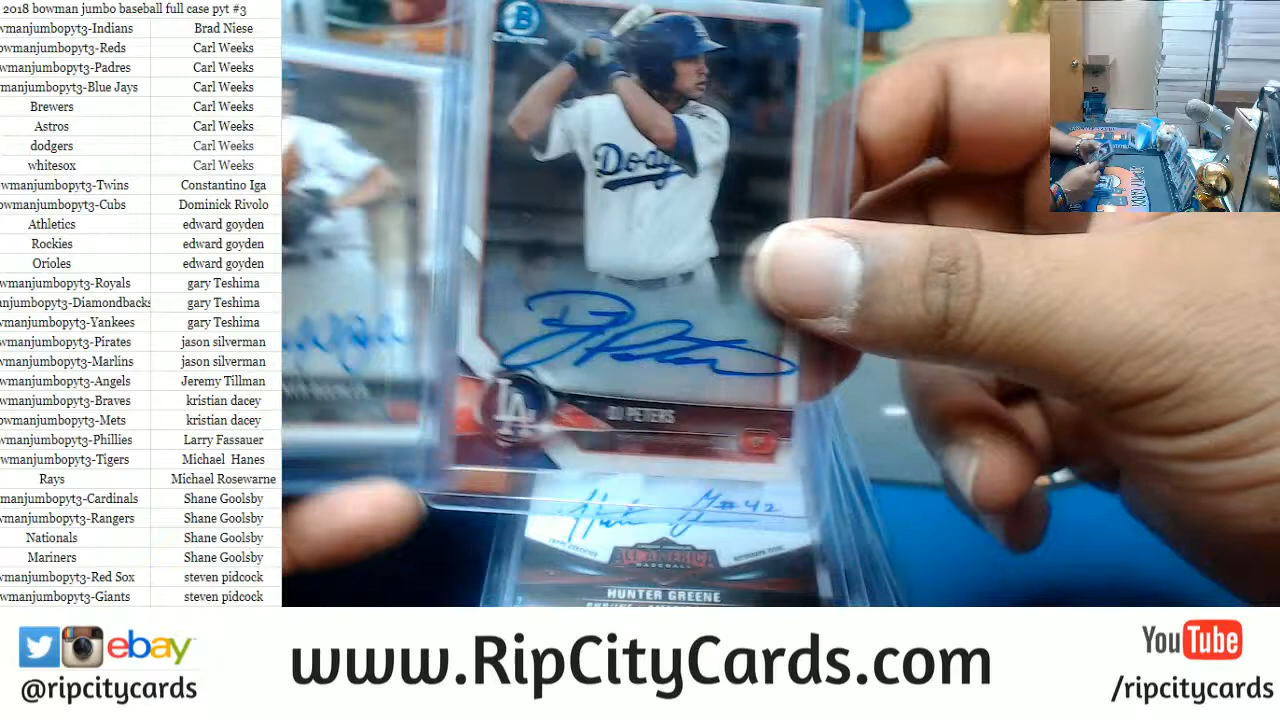 2018 bowman jumbo baseball full case pyt #3
wmanjumbopyt3-Indians Brad Niese
owmanjumbopyt3-Reds Carl Weeks
wmanjumbopyt3-Padres Carl Weeks
wmanjumbopyt3-Blue Jays Carl Weeks
Brewers Carl Weeks
Astros Carl Weeks
dodgers Carl Weeks
whitesox Carl Weeks
wmanjumbopyt3-Twins Constantino Iga
owmanjumbopyt3-Cubs Dominick Rivolo
Athletics edward goyden
Rockies edward goyden
Orioles edward goyden
wmanjumbopyt3-Royals gary Teshima
anjumbopyt3-Diamondbacks gary Teshima
wmanjumbopyt3-Yankees gary Teshima
wmanjumbopyt3-Pirates jason silverman
wmanjumbopyt3-Marlins jason silverman
wmanjumbopyt3-Angels Jeremy Tillman
wmanjumbopyt3-Braves kristian dacey
owmanjumbopyt3-Mets kristian dacey
wmanjumbopyt3-Phillies Larry Fassauer
wmanjumbopyt3-Tigers Michael Hanes
Rays Michael Rosewarne
manjumbopyt3-Cardinals Shane Goolsby
wmanjumbopyt3-Rangers Shane Goolsby
Nationals Shane Goolsby
Mariners Shane Goolsby
wmanjumbopyt3-Red Sox steven pidcock
wmanjumbopyt3-Giants steven pidcock
B
Dodg
LA
DJ PETERS
#42
ALL-AMERICA
BASEBALL
HUNTER GREENE
ebay
@ripcitycards
www.RipCityCards.com
YouTube
/ripcitycards